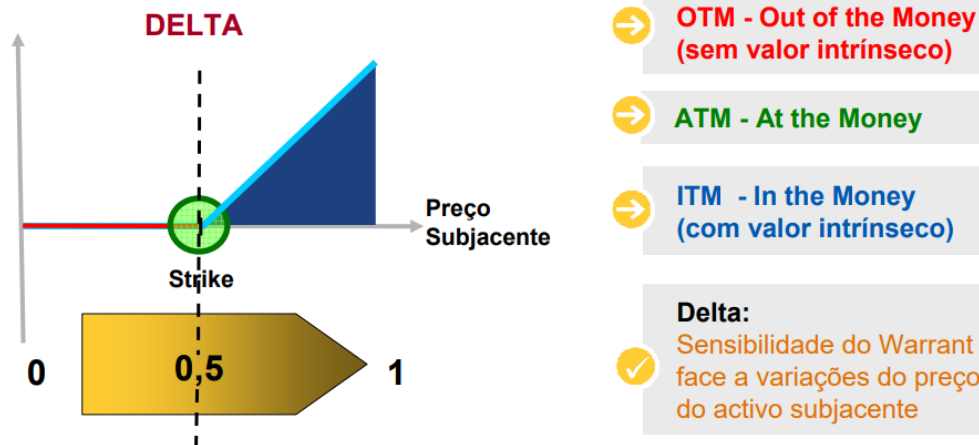 DELTA
Preço
Subjacente
Strike
0
0,5
1
OTM - Out of the Money
(sem valor intrínseco)
ATM - At the Money
ITM - In the Money
(com valor intrínseco)
Delta:
Sensibilidade do Warrant
face a variações do preço
do activo subjacente